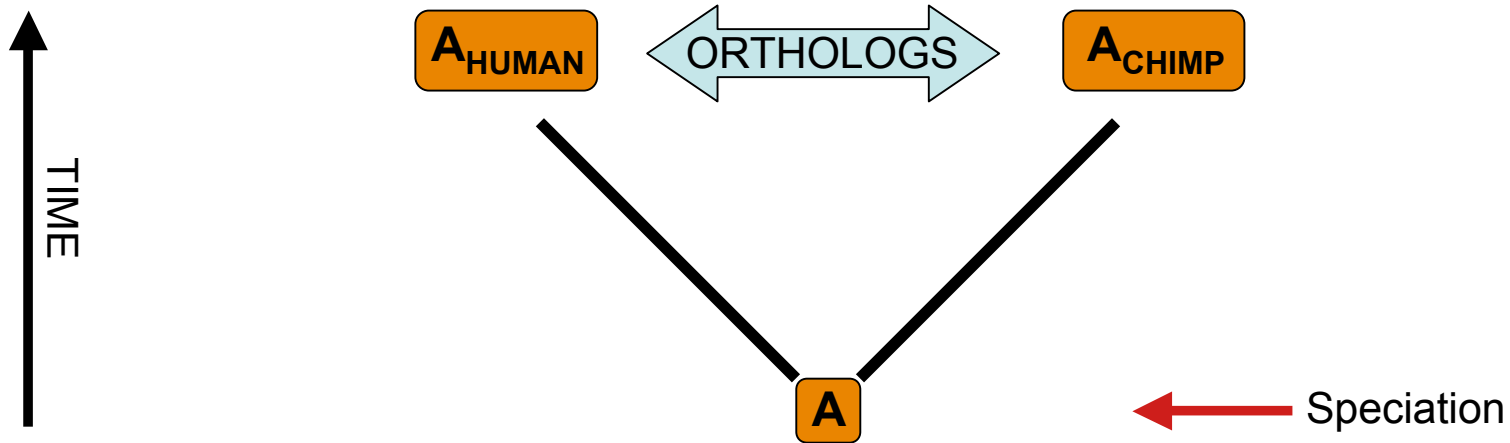 A HUMAN
ORTHOLOGS
A CHIMP
TIME
A
Speciation